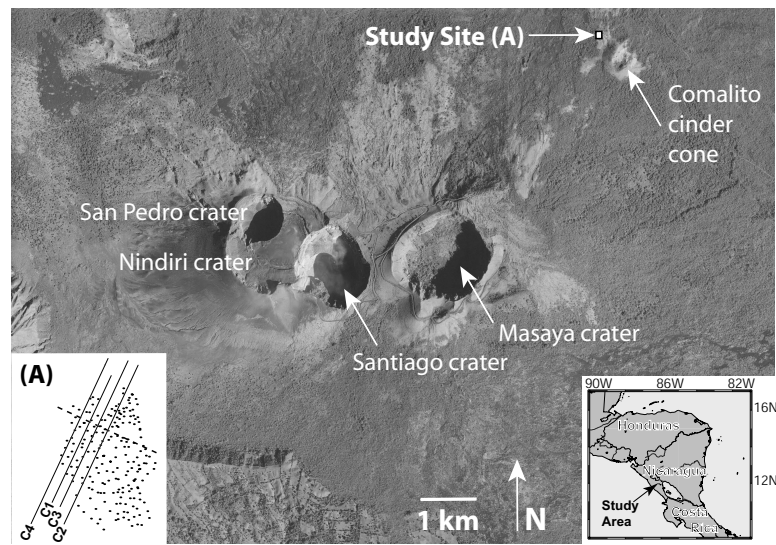 Study Site (A)
Comalito
cinder
cone
San Pedro crater
Nindiri crater
Masaya crater
Santiago crater
(A)
C4
C1
C3
C2
1 km
N
90W
86W
82W
16N
12N
Honduras
Nicaragua
Study
Area
Costa
Rica